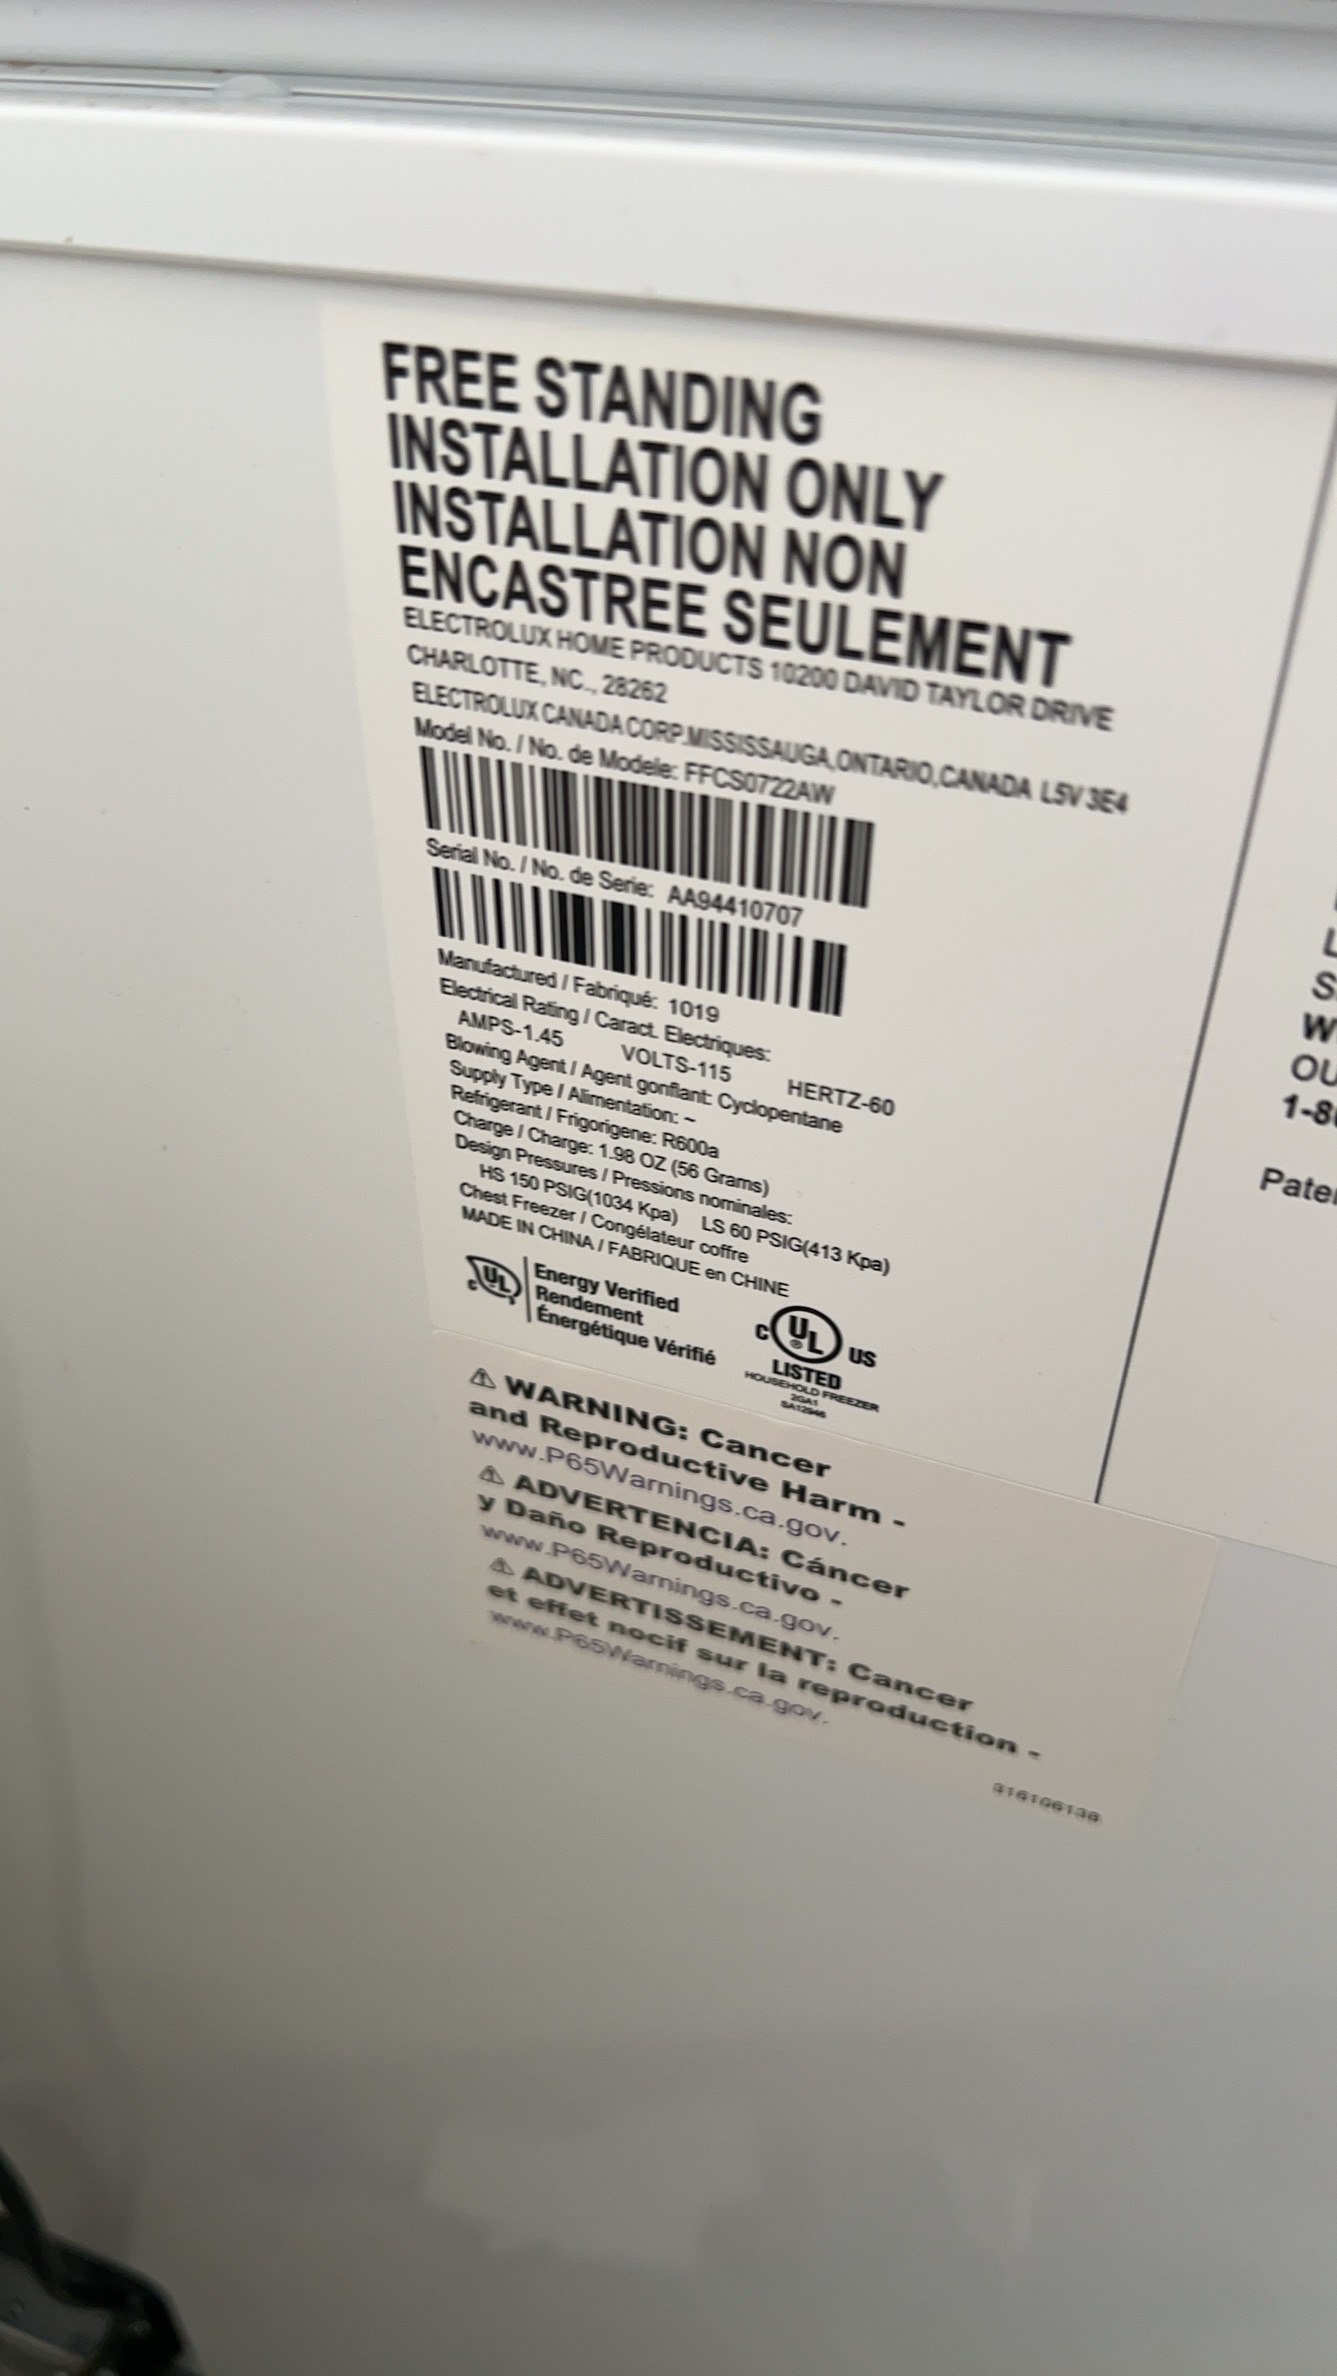 FREE STANDING
INSTALLATION ONLY
INSTALLATION NON
ENCASTREE SEULEMENT
ELECTROLUX HOME PRODUCTS 10200 DAVID TAYLOR DRIVE
CHARLOTTE, NC., 28262
ELECTROLUX CANADA CORP.MISSISSAUGA,ONTARIO,CANADA L5V 3E4
Model No. / No. de Modele: FFCS0722AW
Serial No. / No. de Serie: AA94410707
Manufactured / Fabriqué: 1019
Electrical Rating / Caract. Electriques:
AMPS-1.45 VOLTS-115 HERTZ-60
Blowing Agent / Agent gonflant: Cyclopentane
Supply Type / Alimentation: ~
Refrigerant / Frigorigene: R600a
Charge / Charge: 1.98 OZ (56 Grams)
Design Pressures / Pressions nominales:
HS 150 PSIG(1034 Kpa) LS 60 PSIG(413 Kpa)
Chest Freezer / Congélateur coffre
MADE IN CHINA / FABRIQUE en CHINE
C UL
Energy Verified
Rendement
Énergétique Vérifié
C UL ® US
LISTED
HOUSEHOLD FREEZER
2GA1
SA12946
⚠ WARNING: Cancer
and Reproductive Harm -
www.P65Warnings.ca.gov.
⚠ ADVERTENCIA: Cáncer
y Daño Reproductivo -
www.P65Warnings.ca.gov.
⚠ ADVERTISSEMENT: Cancer
et effet nocif sur la reproduction -
www.P65Warnings.ca.gov.
316106138